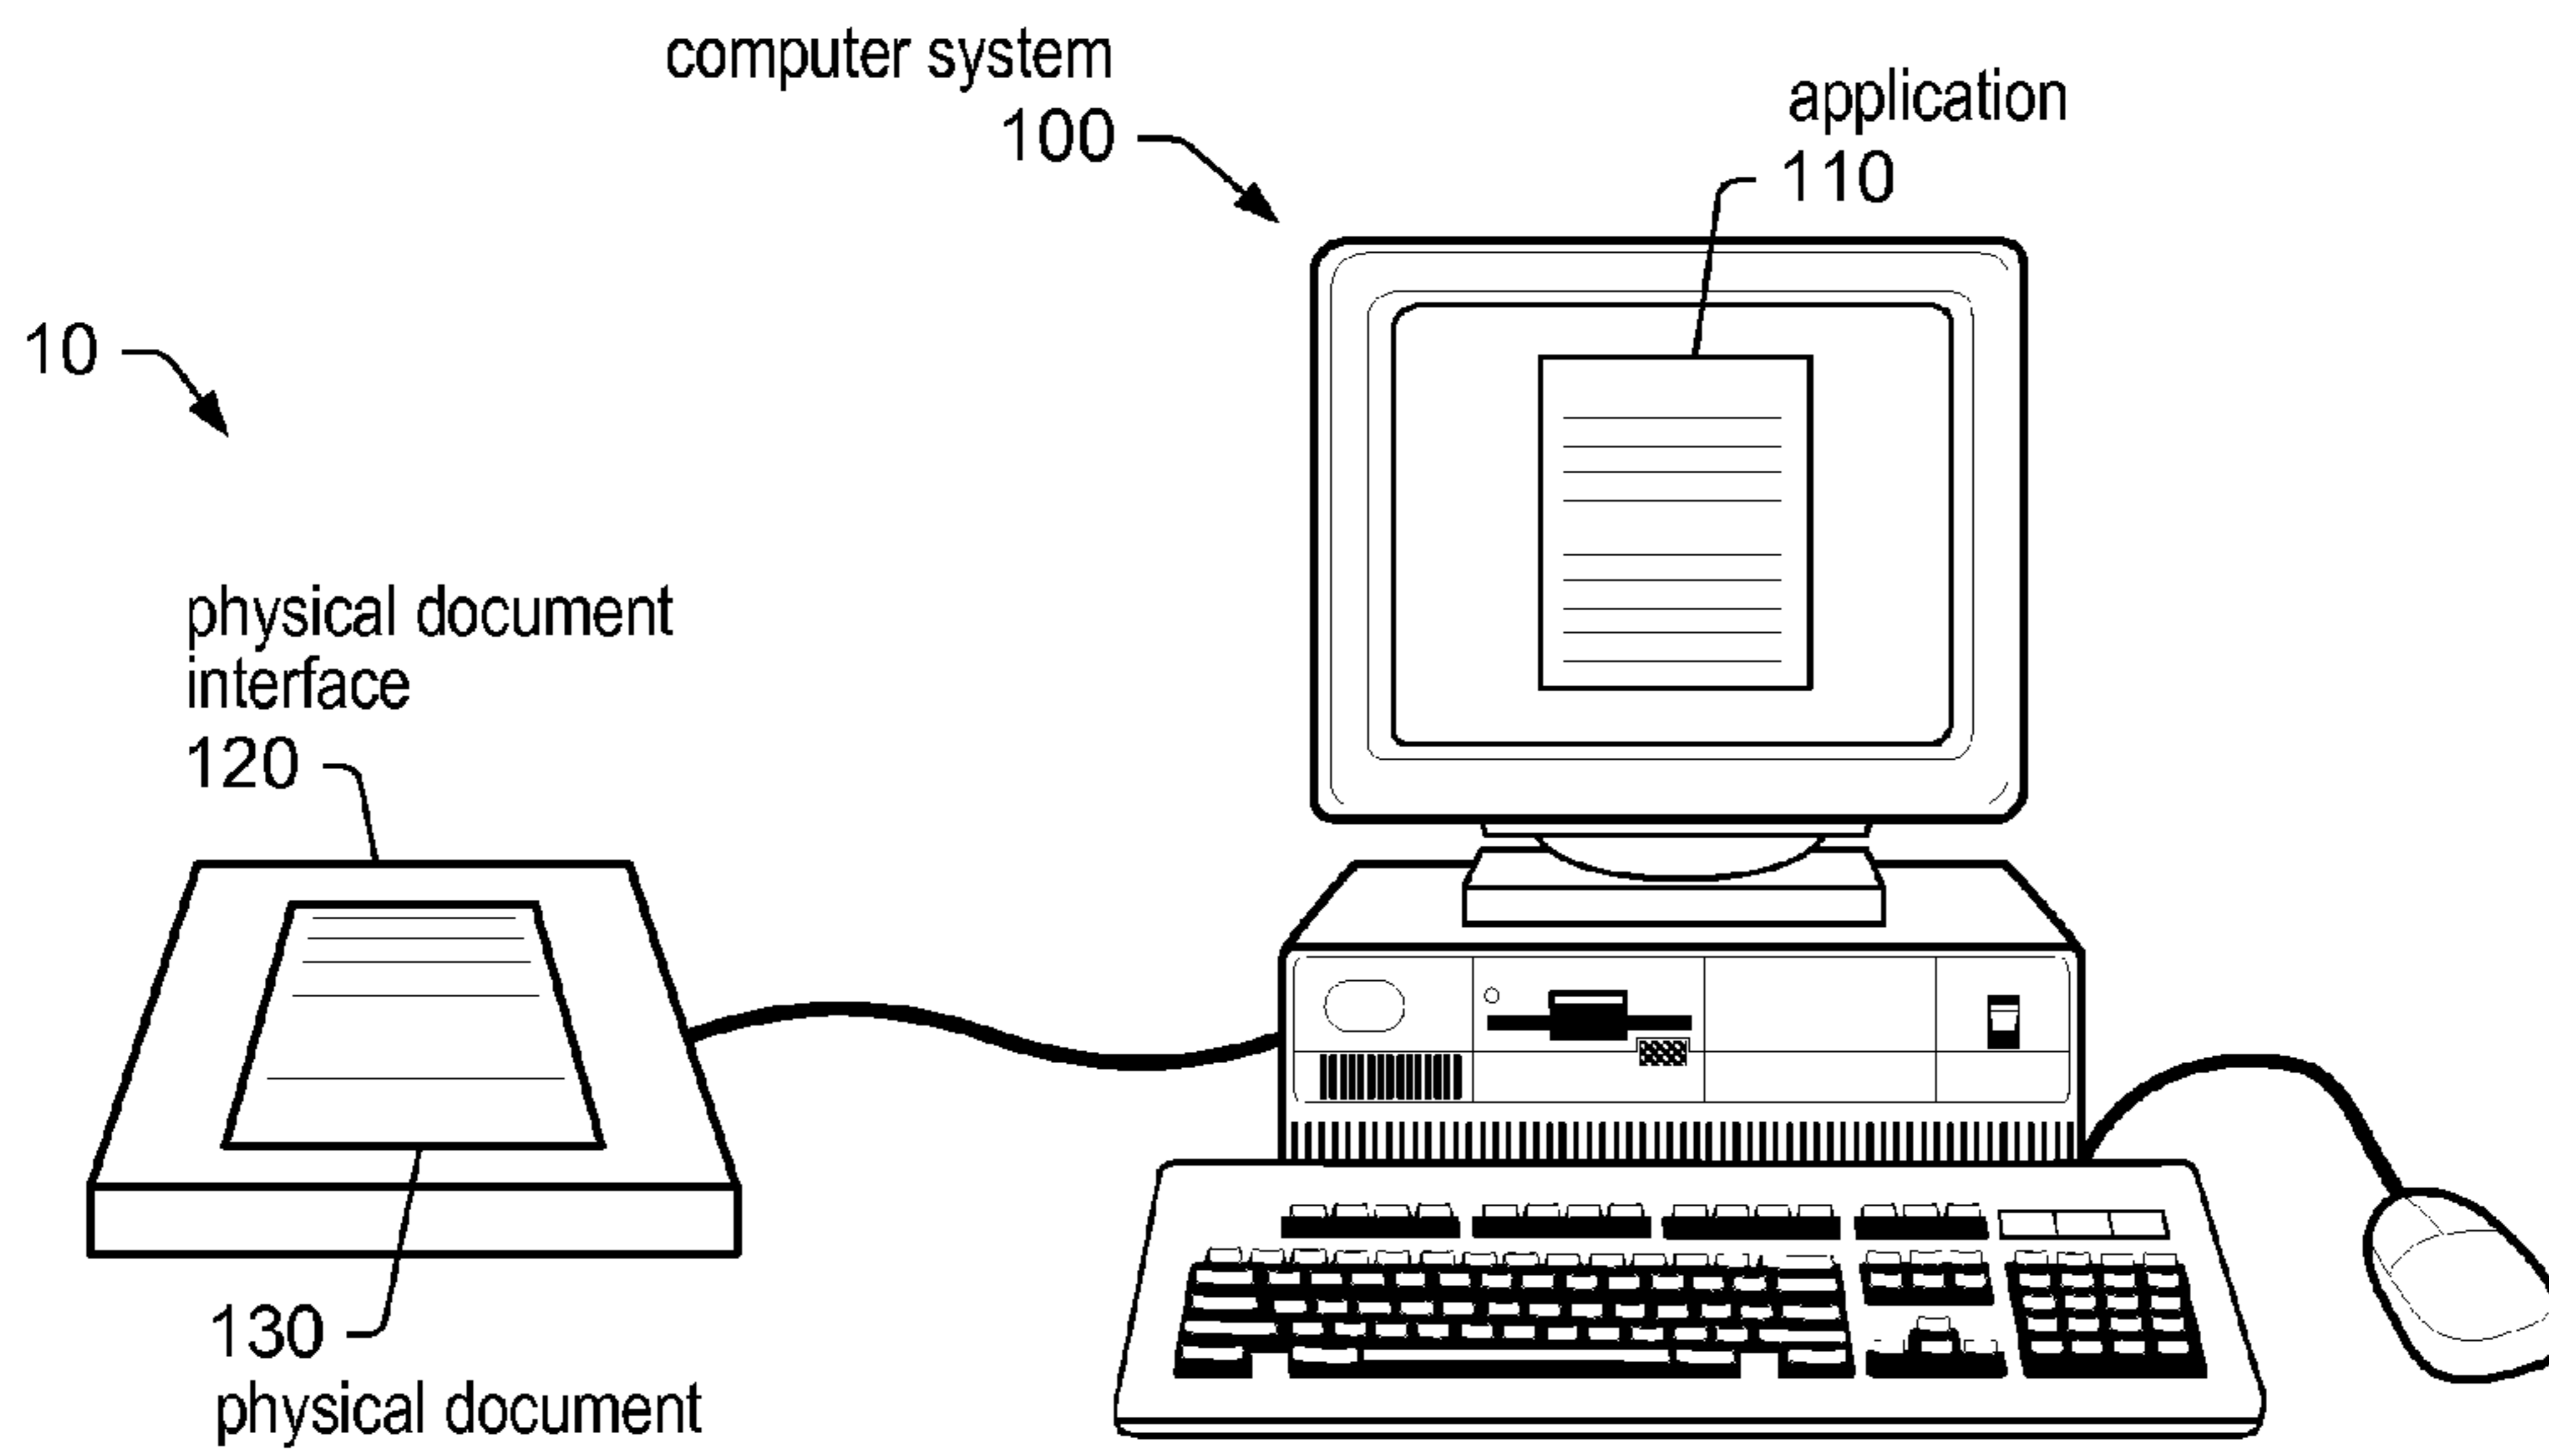 computer system
100
application
110
10
physical document
interface
120
130
physical document